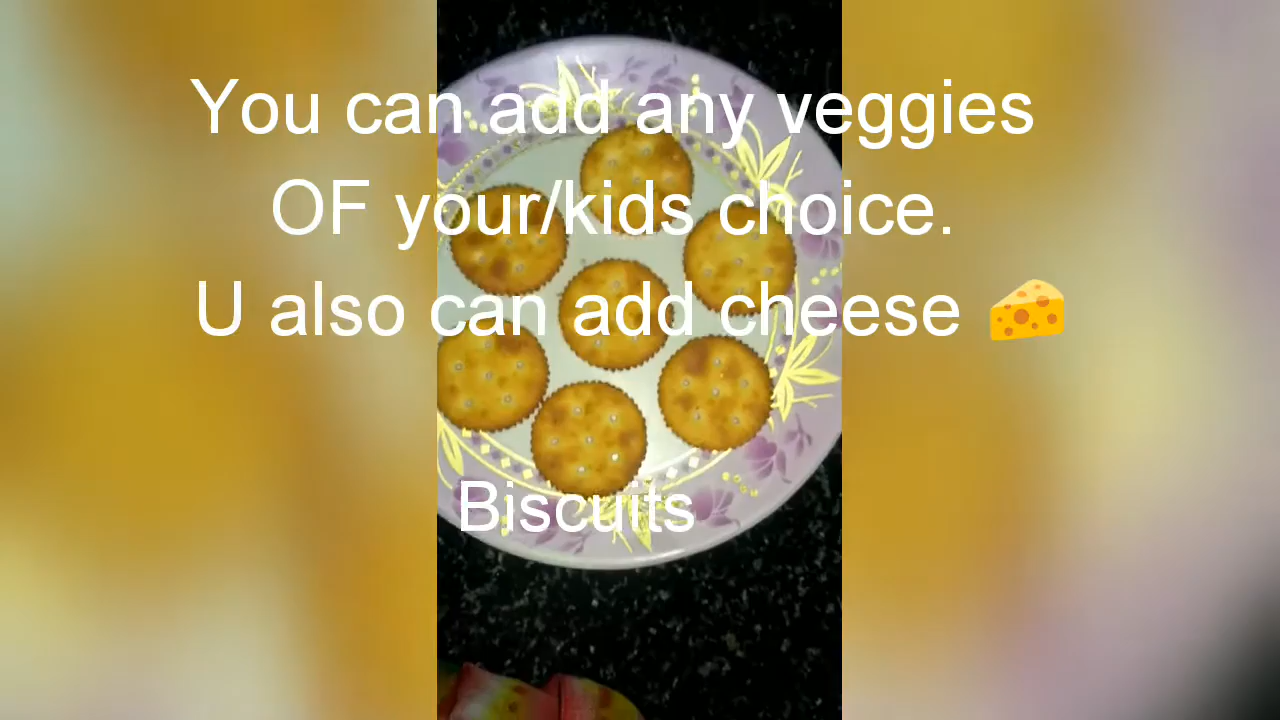 You can add any veggies
OF your/kids choice.
U also can add cheese 🧀
Biscuits